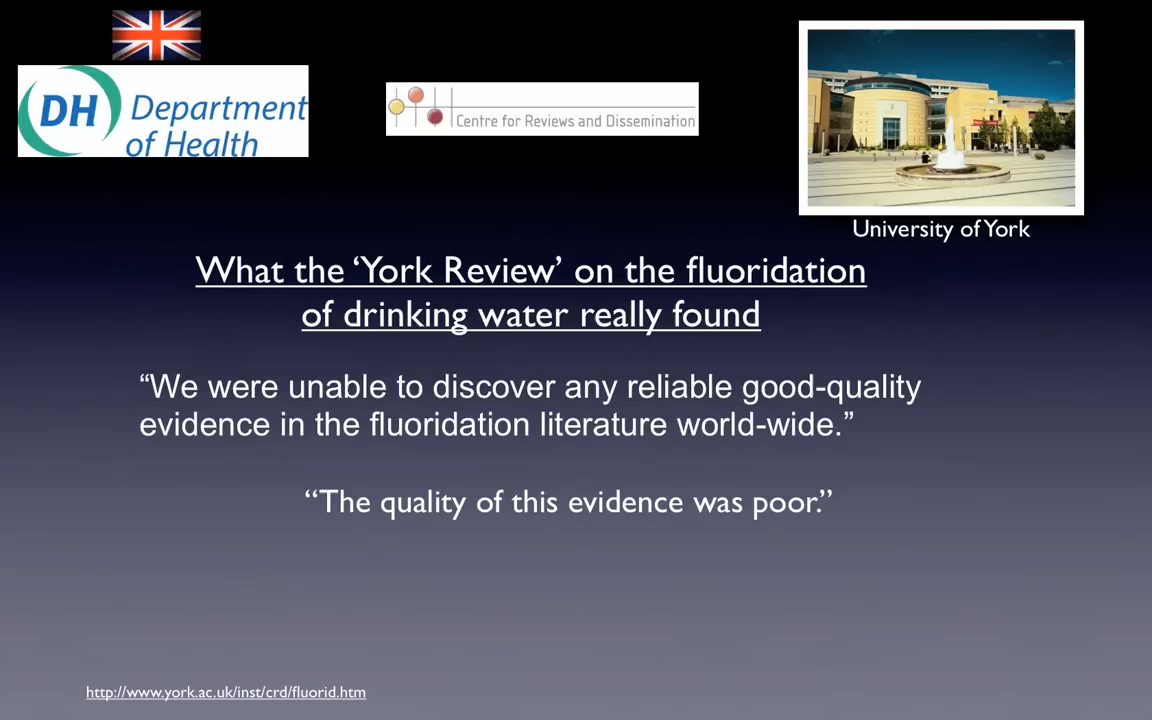 DH Department
of Health
Centre for Reviews and Dissemination
University of York
What the ‘York Review’ on the fluoridation
of drinking water really found
“We were unable to discover any reliable good-quality
evidence in the fluoridation literature world-wide.”
“The quality of this evidence was poor.”
http://www.york.ac.uk/inst/crd/fluorid.htm